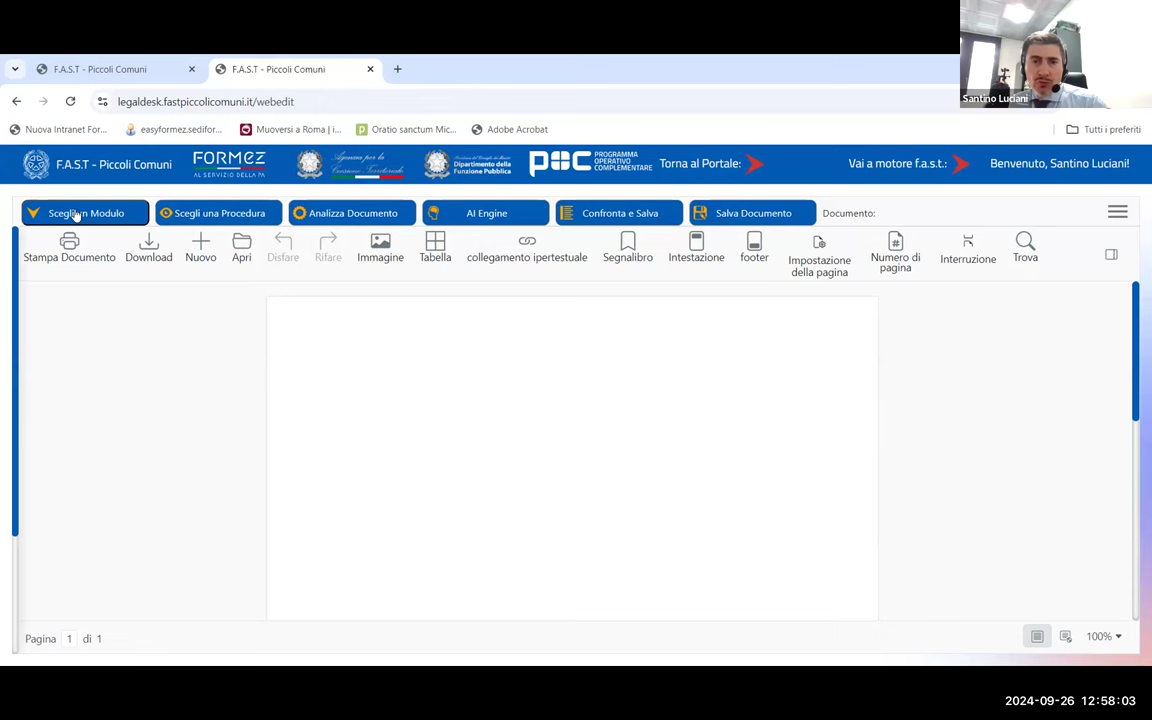 Santino Luciani
F.A.S.T - Piccoli Comuni
F.A.S.T - Piccoli Comuni
legaldesk.fastpiccolicomuni.it/webedit
Nuova Intranet For...
easyformez.sedifor...
Muoversi a Roma | i...
Oratio sanctum Mic...
Adobe Acrobat
Tutti i preferiti
F.A.S.T - Piccoli Comuni
FORMEZ
AL SERVIZIO DELLA PA
Agenzia per la
Coesione Territoriale
Dipartimento della
Funzione Pubblica
POC PROGRAMMA
OPERATIVO
COMPLEMENTARE
Torna al Portale:
Vai a motore f.a.s.t.:
Benvenuto, Santino Luciani!
Scegli un Modulo
Scegli una Procedura
Analizza Documento
AI Engine
Confronta e Salva
Salva Documento
Documento:
Stampa Documento
Download
Nuovo
Apri
Disfare
Rifare
Immagine
Tabella
collegamento ipertestuale
Segnalibro
Intestazione
footer
Impostazione
della pagina
Numero di
pagina
Interruzione
Trova
Pagina 1 di 1
100%
2024-09-26 12:58:03